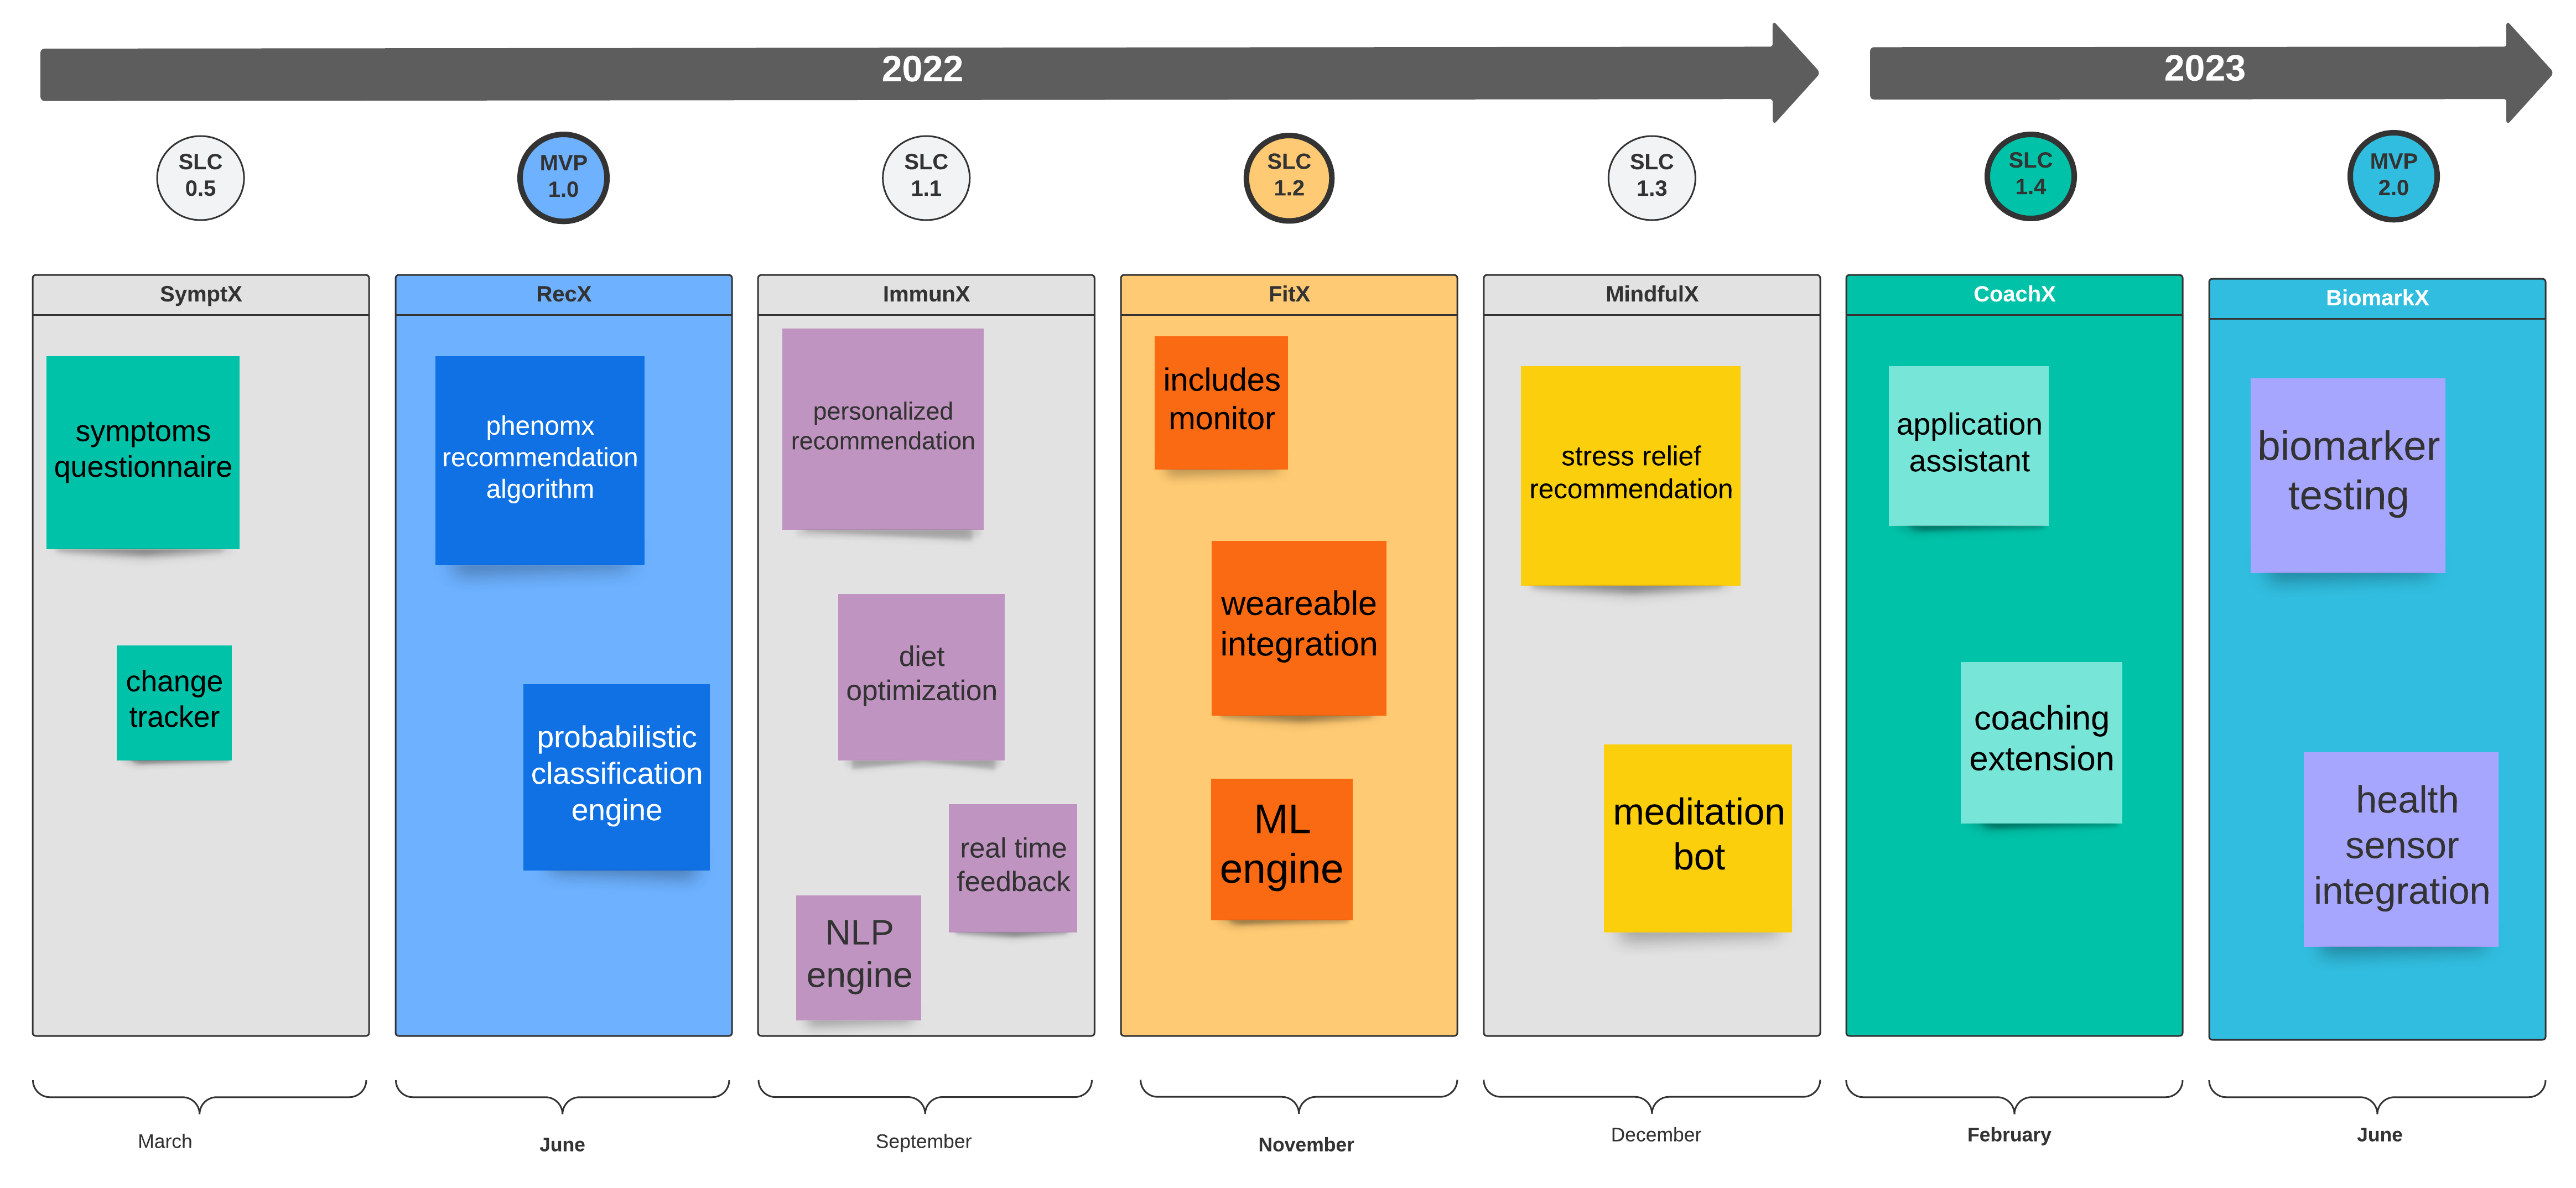 2022
2023
SLC
0.5
MVP
1.0
SLC
1.1
SLC
1.2
SLC
1.3
SLC
1.4
MVP
2.0
SymptX
RecX
ImmunX
FitX
MindfulX
CoachX
BiomarkX
symptoms
questionnaire
change
tracker
phenomx
recommendation
algorithm
probabilistic
classification
engine
personalized
recommendation
diet
optimization
real time
feedback
NLP
engine
includes
monitor
weareable
integration
ML
engine
stress relief
recommendation
meditation
bot
application
assistant
coaching
extension
biomarker
testing
health
sensor
integration
March
June
September
November
December
February
June